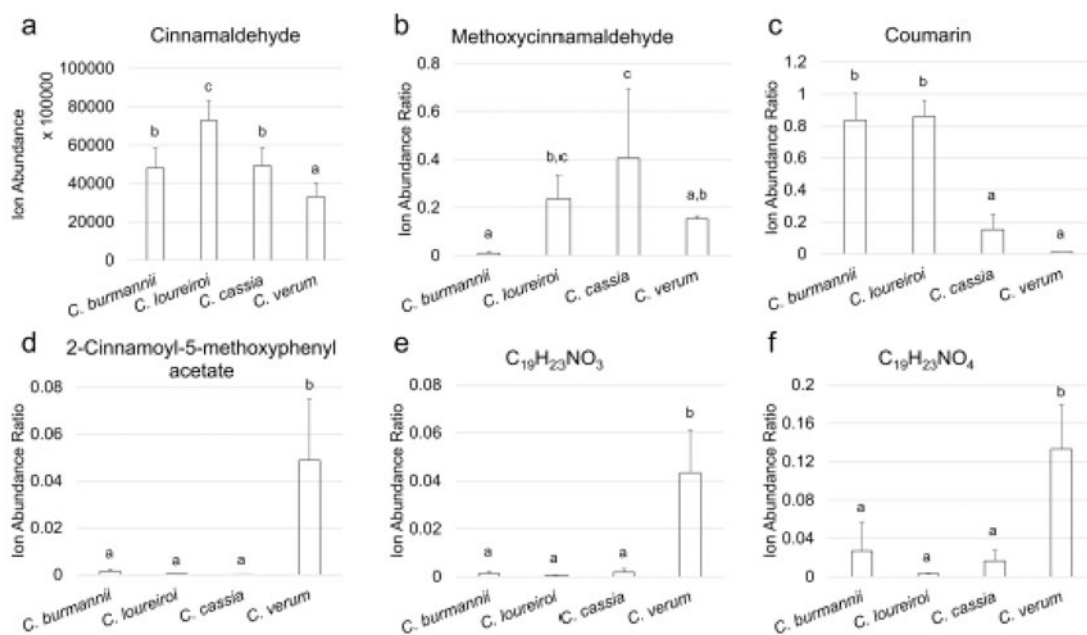 a
Cinnamaldehyde
Ion Abundance
x 100000
100000
80000
60000
40000
20000
0
b
c
b
a
C. burmannii
C. loureiroi
C. cassia
C. verum
b
Methoxycinnamaldehyde
Ion Abundance Ratio
0.8
0.6
0.4
0.2
0
a
b,c
c
a,b
C. burmannii
C. loureiroi
C. cassia
C. verum
c
Coumarin
Ion Abundance Ratio
1.2
1
0.8
0.6
0.4
0.2
0
b
b
a
a
C. burmannii
C. loureiroi
C. cassia
C. verum
d
2-Cinnamoyl-5-methoxyphenyl
acetate
Ion Abundance Ratio
0.08
0.06
0.04
0.02
0
a
a
a
b
C. burmannii
C. loureiroi
C. cassia
C. verum
e
C₁₉H₂₃NO₃
Ion Abundance Ratio
0.08
0.06
0.04
0.02
0
a
a
a
b
C. burmannii
C. loureiroi
C. cassia
C. verum
f
C₁₉H₂₃NO₄
Ion Abundance Ratio
0.2
0.16
0.12
0.08
0.04
0
a
a
a
b
C. burmannii
C. loureiroi
C. cassia
C. verum